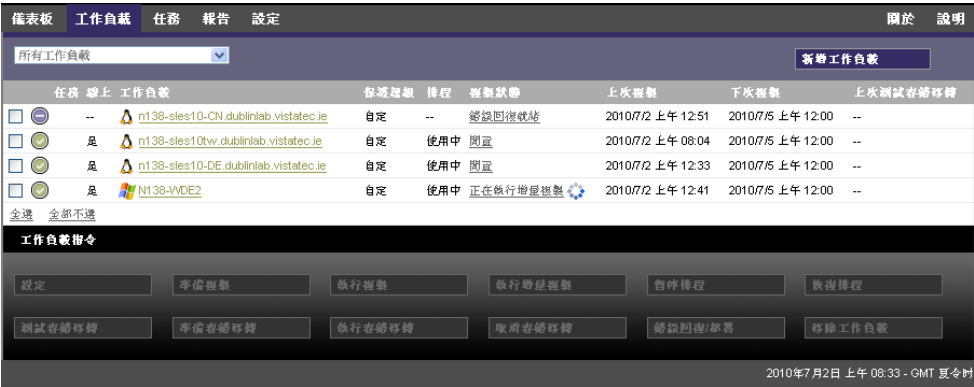 儀表板 工作負載 任務 報告 設定 關於 說明
所有工作負載 新增工作負載
任務 線上 工作負載 保護層級 排程 複製狀態 上次複製 下次複製 上次測試容錯移轉
-- n138-sles10-CN.dublinlab.vistatec.ie 自定 -- 錯誤回復就緒 2010/7/2 上午 12:51 2010/7/5 上午 12:00 --
是 n138-sles10tw.dublinlab.vistatec.ie 自定 使用中 閒置 2010/7/2 上午 08:04 2010/7/5 上午 12:00 --
是 n138-sles10-DE.dublinlab.vistatec.ie 自定 使用中 閒置 2010/7/2 上午 12:33 2010/7/5 上午 12:00 --
是 N138-WDE2 自定 使用中 正在執行增量複製 2010/7/2 上午 12:41 2010/7/5 上午 12:00 --
全選 全部不選
工作負載指令
設定 準備複製 執行複製 執行增量複製 暫停排程 恢復排程
測試容錯移轉 準備容錯移轉 執行容錯移轉 取消容錯移轉 錯誤回復/部署 移除工作負載
2010年7月2日 上午 08:33 - GMT 夏令时